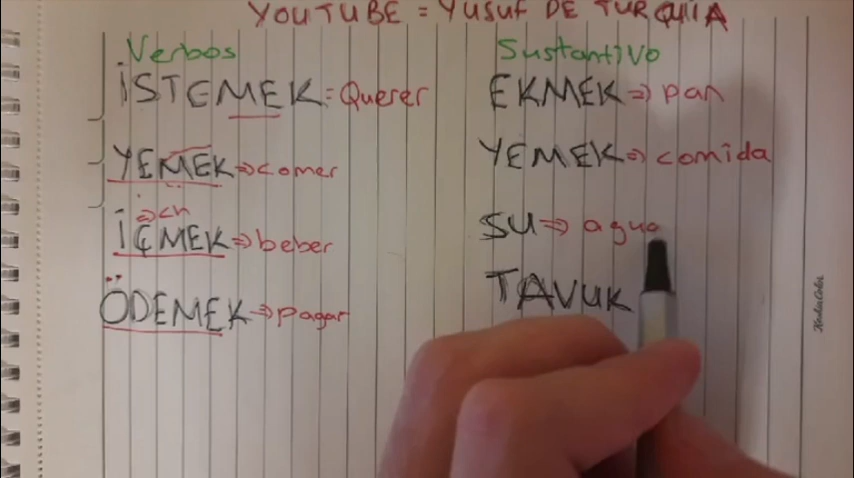 YOUTUBE = YUSUF DE TURQUIA
Verbos
İSTEMEK = Querer
YEMEK ⇒ comer
⇒ ch
İÇMEK ⇒ beber
ÖDEMEK ⇒ pagar
Sustantivo
EKMEK ⇒ pan
YEMEK ⇒ comida
SU ⇒ agua
TAVUK